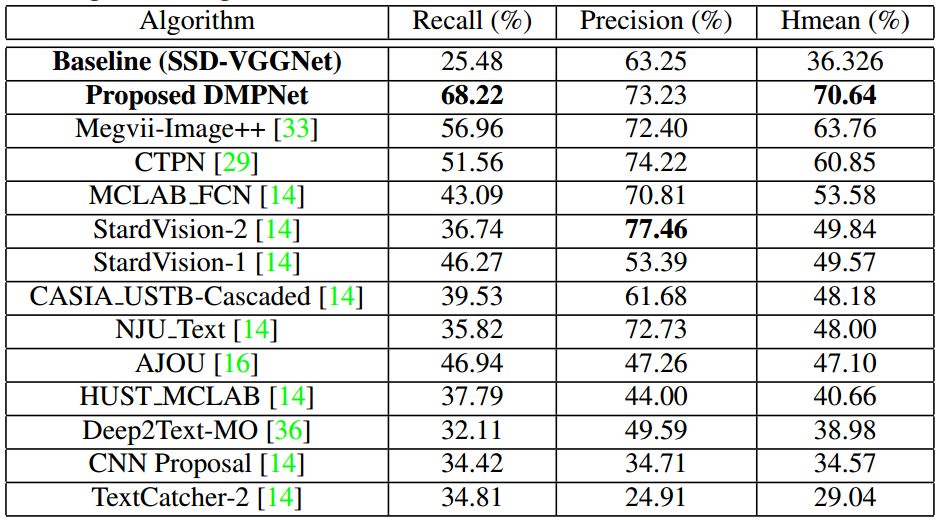 Algorithm Recall (%) Precision (%) Hmean (%)
Baseline (SSD-VGGNet) 25.48 63.25 36.326
Proposed DMPNet 68.22 73.23 70.64
Megvii-Image++ [33] 56.96 72.40 63.76
CTPN [29] 51.56 74.22 60.85
MCLAB_FCN [14] 43.09 70.81 53.58
StardVision-2 [14] 36.74 77.46 49.84
StardVision-1 [14] 46.27 53.39 49.57
CASIA_USTB-Cascaded [14] 39.53 61.68 48.18
NJU_Text [14] 35.82 72.73 48.00
AJOU [16] 46.94 47.26 47.10
HUST_MCLAB [14] 37.79 44.00 40.66
Deep2Text-MO [36] 32.11 49.59 38.98
CNN Proposal [14] 34.42 34.71 34.57
TextCatcher-2 [14] 34.81 24.91 29.04